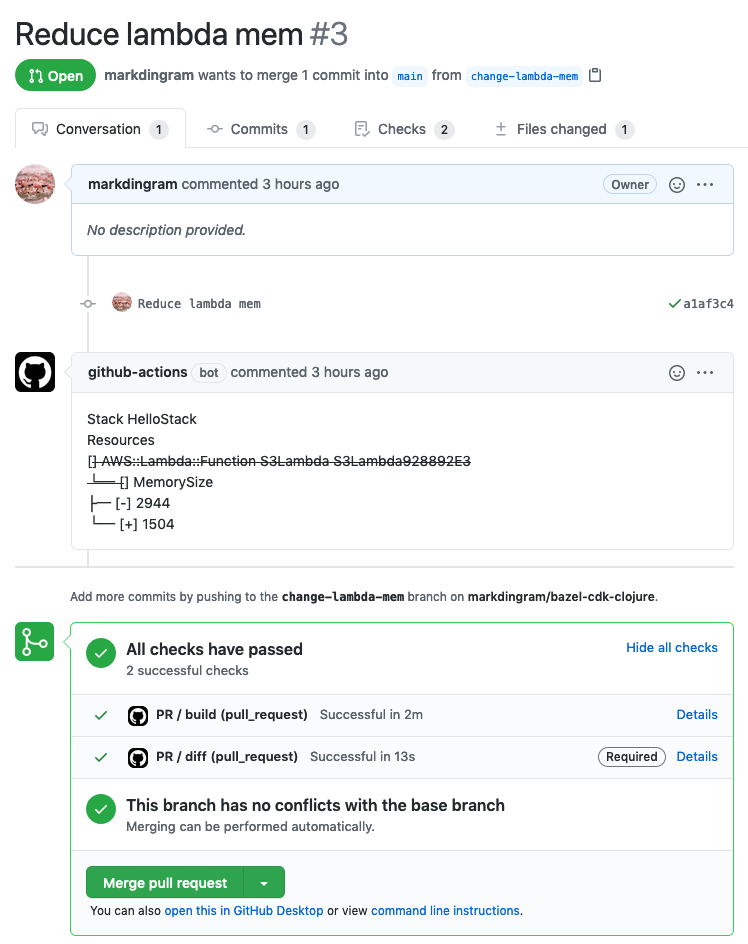 Reduce lambda mem #3
Open markdingram wants to merge 1 commit into main from change-lambda-mem
Conversation 1 Commits 1 Checks 2 Files changed 1
markdingram commented 3 hours ago Owner ...
No description provided.
Reduce lambda mem a1af3c4
github-actions bot commented 3 hours ago ...
Stack HelloStack
Resources
[] AWS::Lambda::Function S3Lambda S3Lambda928892E3
└── [] MemorySize
├── [-] 2944
└── [+] 1504
Add more commits by pushing to the change-lambda-mem branch on markdingram/bazel-cdk-clojure.
All checks have passed Hide all checks
2 successful checks
PR / build (pull_request) Successful in 2m Details
PR / diff (pull_request) Successful in 13s Required Details
This branch has no conflicts with the base branch
Merging can be performed automatically.
Merge pull request
You can also open this in GitHub Desktop or view command line instructions.